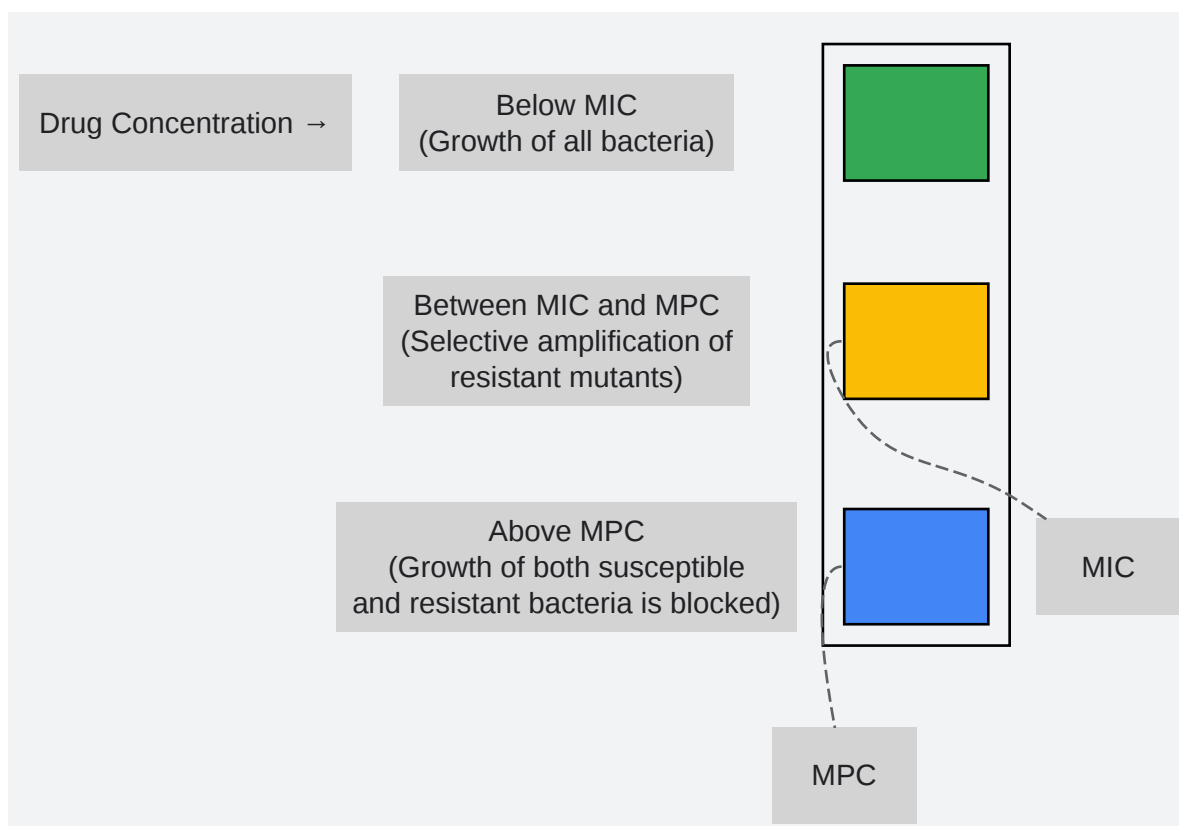 Drug Concentration →
Below MIC
(Growth of all bacteria)
Between MIC and MPC
(Selective amplification of
resistant mutants)
Above MPC
(Growth of both susceptible
and resistant bacteria is blocked)
MIC
MPC